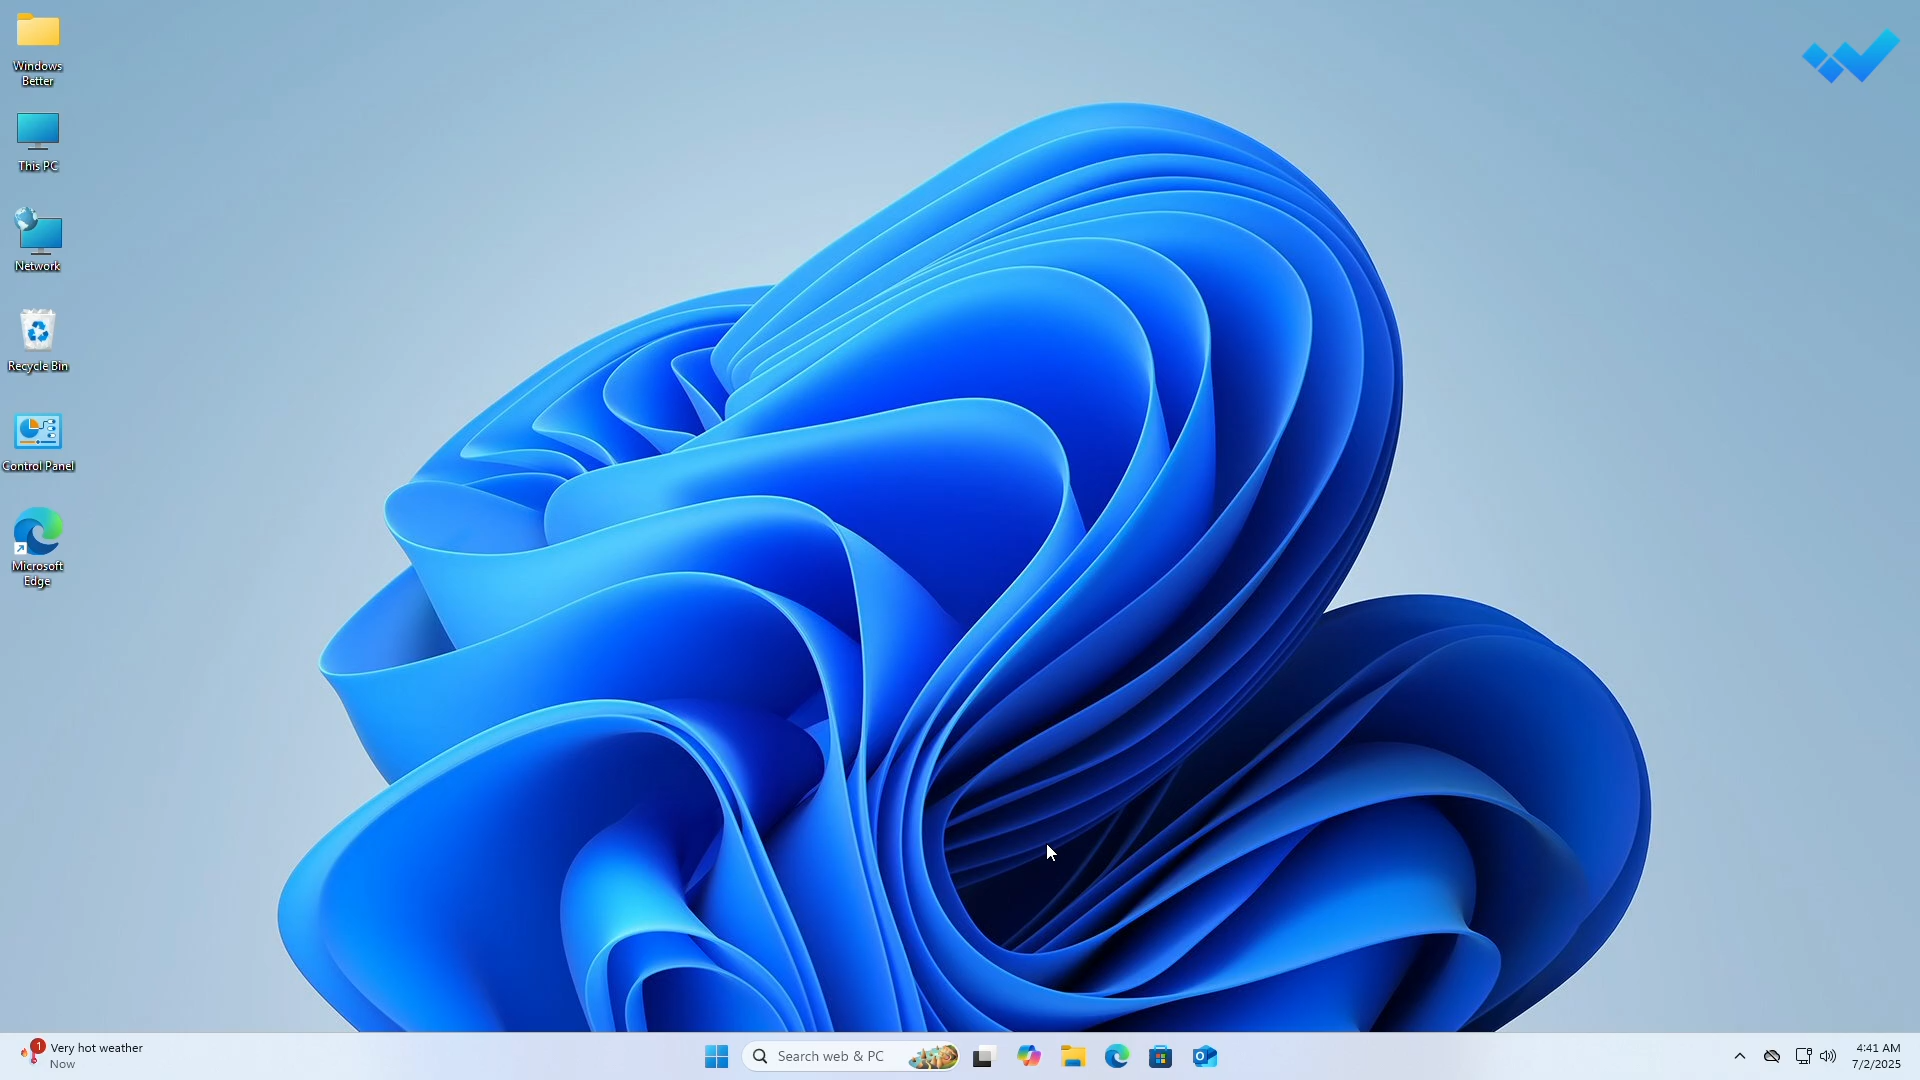 Windows
Better
This PC
Network
Recycle Bin
Control Panel
Microsoft
Edge
1
Very hot weather
Now
Search web & PC
4:41 AM
7/2/2025